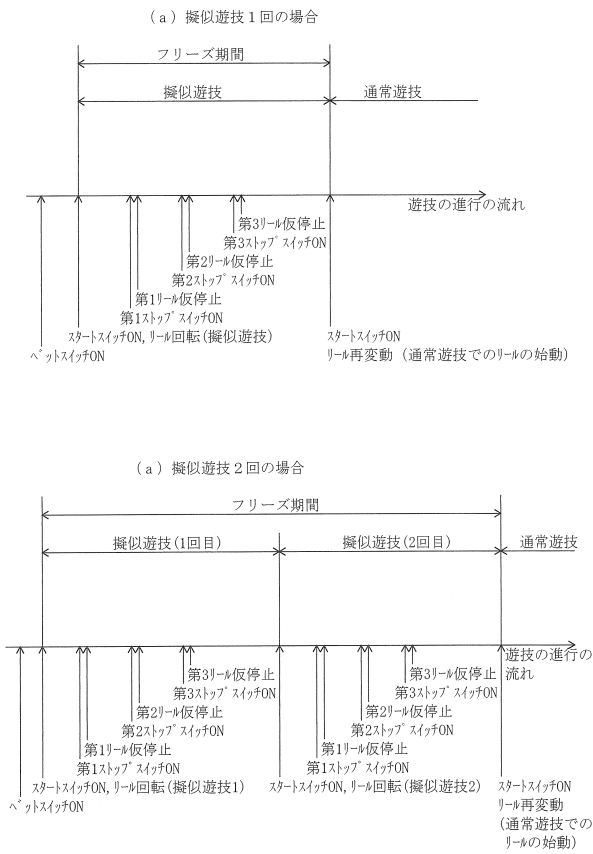 （ａ）擬似遊技１回の場合
フリーズ期間
擬似遊技
通常遊技
遊技の進行の流れ
第3ﾘｰﾙ仮停止
第3ｽﾄｯﾌﾟｽｲｯﾁON
第2ﾘｰﾙ仮停止
第2ｽﾄｯﾌﾟｽｲｯﾁON
第1ﾘｰﾙ仮停止
第1ｽﾄｯﾌﾟｽｲｯﾁON
ｽﾀｰﾄｽｲｯﾁON,ﾘｰﾙ回転(擬似遊技)
ﾍﾞｯﾄｽｲｯﾁON
ｽﾀｰﾄｽｲｯﾁON
ﾘｰﾙ再変動（通常遊技でのﾘｰﾙの始動）
（ａ）擬似遊技２回の場合
フリーズ期間
擬似遊技(1回目)
擬似遊技(2回目)
通常遊技
遊技の進行の
流れ
第3ﾘｰﾙ仮停止
第3ｽﾄｯﾌﾟｽｲｯﾁON
第2ﾘｰﾙ仮停止
第2ｽﾄｯﾌﾟｽｲｯﾁON
第1ﾘｰﾙ仮停止
第1ｽﾄｯﾌﾟｽｲｯﾁON
ｽﾀｰﾄｽｲｯﾁON,ﾘｰﾙ回転(擬似遊技1)
ﾍﾞｯﾄｽｲｯﾁON
第3ﾘｰﾙ仮停止
第3ｽﾄｯﾌﾟｽｲｯﾁON
第2ﾘｰﾙ仮停止
第2ｽﾄｯﾌﾟｽｲｯﾁON
第1ﾘｰﾙ仮停止
第1ｽﾄｯﾌﾟｽｲｯﾁON
ｽﾀｰﾄｽｲｯﾁON,ﾘｰﾙ回転(擬似遊技2)
ｽﾀｰﾄｽｲｯﾁON
ﾘｰﾙ再変動
(通常遊技での
ﾘｰﾙの始動)